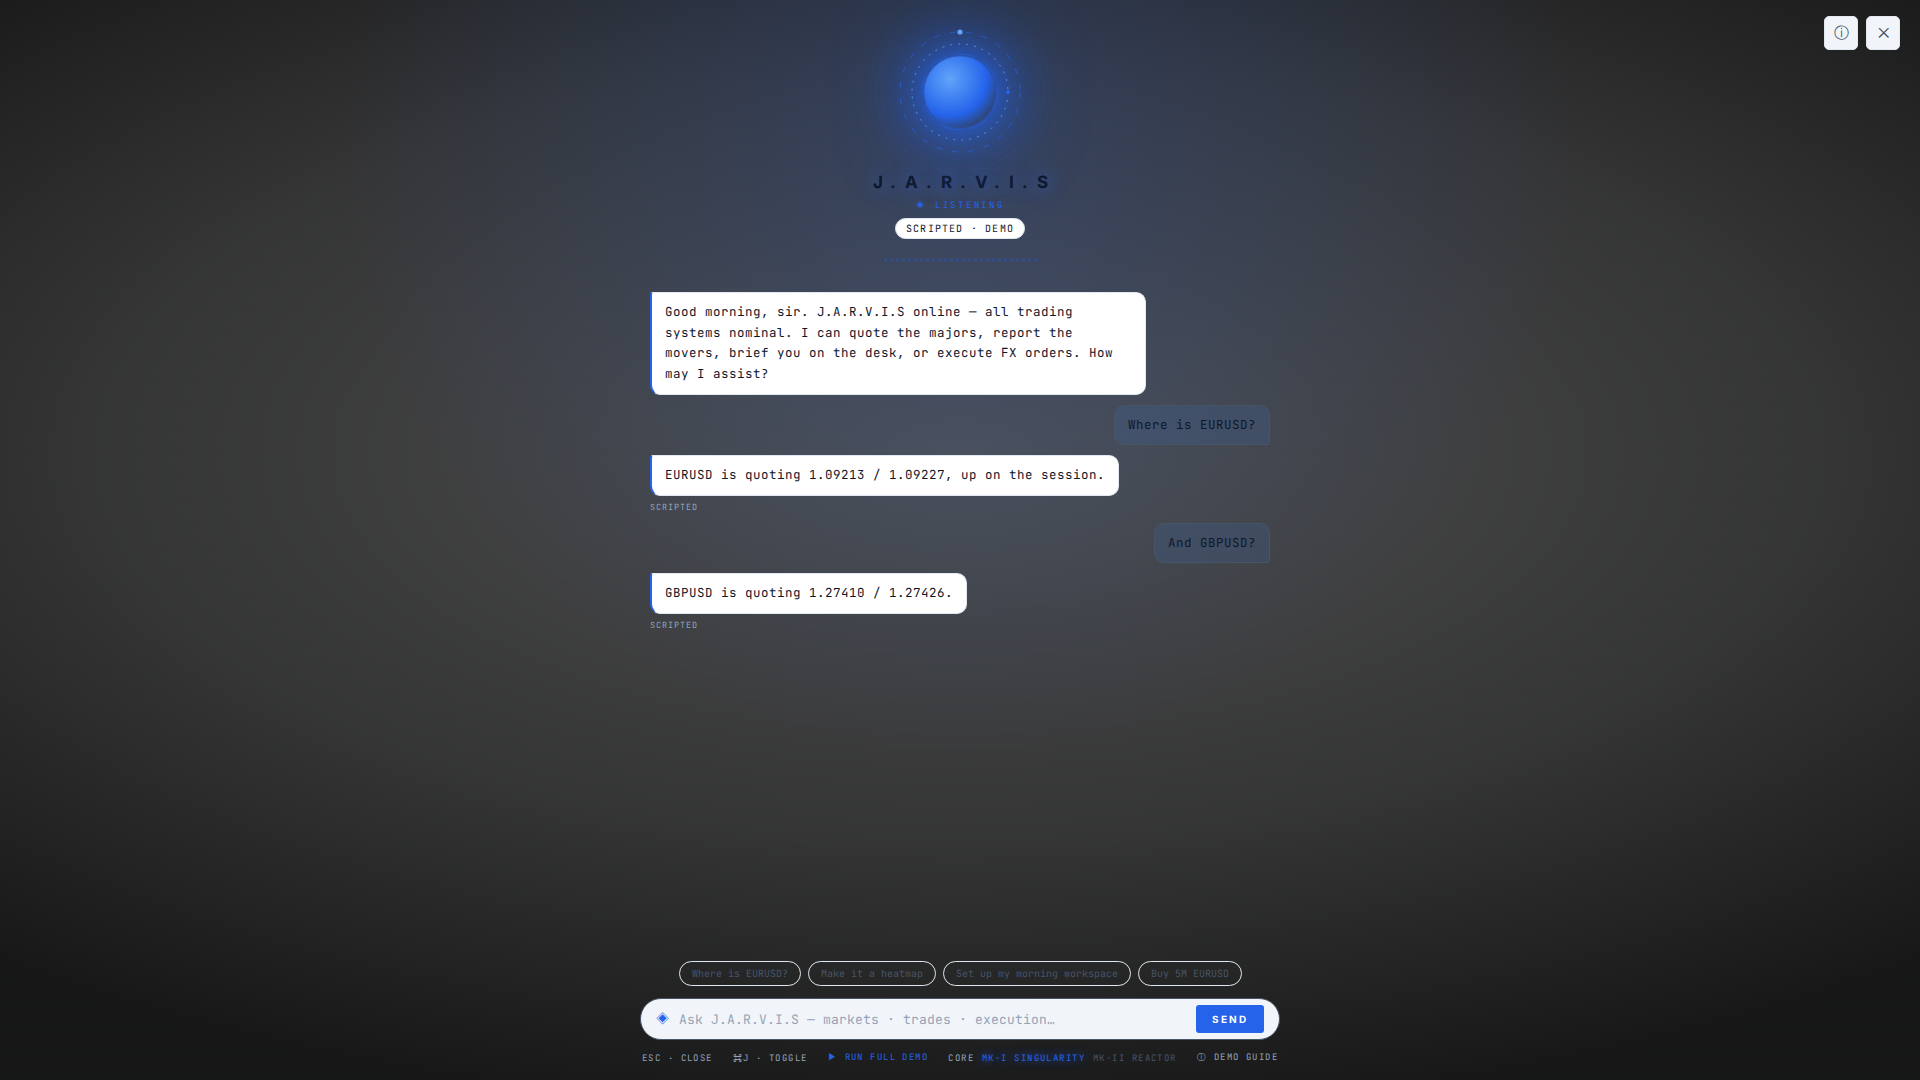 J.A.R.V.I.S
◈ LISTENING
SCRIPTED · DEMO
Good morning, sir. J.A.R.V.I.S online — all trading
systems nominal. I can quote the majors, report the
movers, brief you on the desk, or execute FX orders. How
may I assist?
Where is EURUSD?
EURUSD is quoting 1.09213 / 1.09227, up on the session.
SCRIPTED
And GBPUSD?
GBPUSD is quoting 1.27410 / 1.27426.
SCRIPTED
Where is EURUSD? Make it a heatmap Set up my morning workspace Buy 5M EURUSD
◈ Ask J.A.R.V.I.S — markets · trades · execution… SEND
ESC · CLOSE ⌘J · TOGGLE ▶ RUN FULL DEMO CORE MK-I SINGULARITY MK-II REACTOR ⓘ DEMO GUIDE